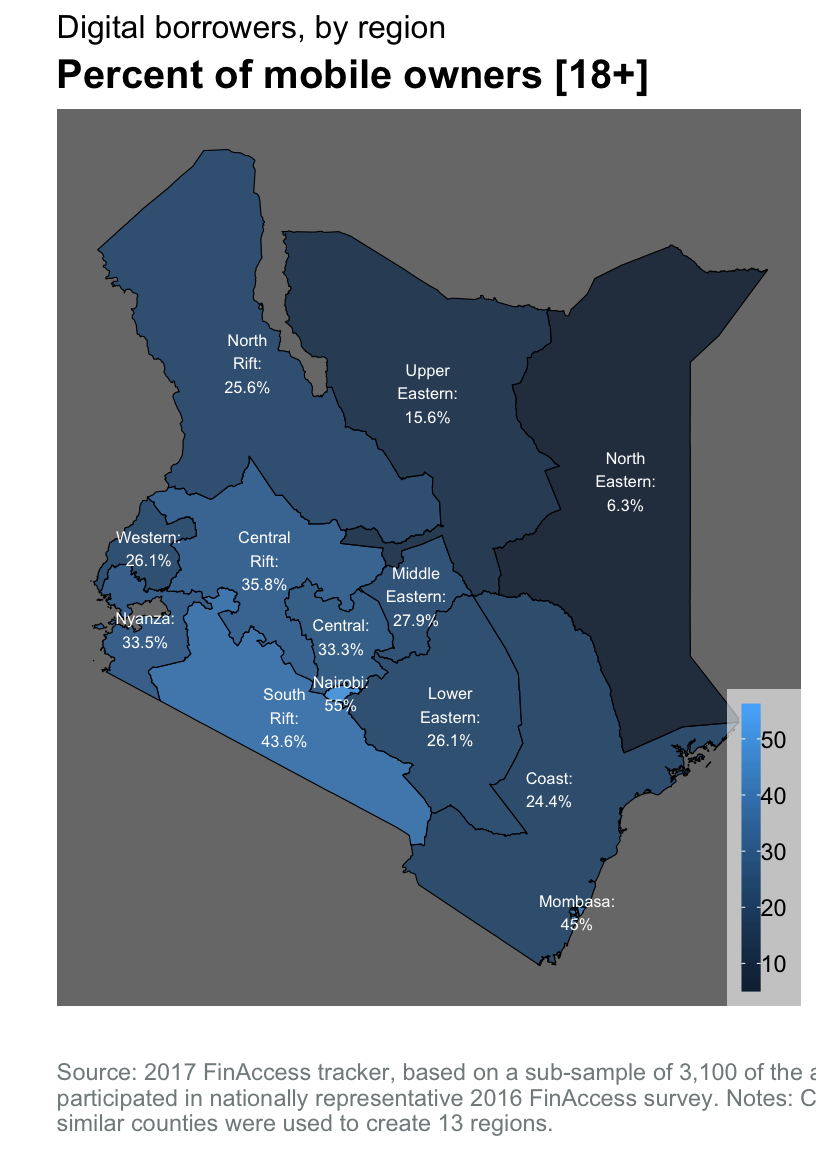 Digital borrowers, by region
Percent of mobile owners [18+]
North
Rift:
25.6%
Upper
Eastern:
15.6%
North
Eastern:
6.3%
Western:
26.1%
Central
Rift:
35.8%
Middle
Eastern:
27.9%
Nyanza:
33.5%
Central:
33.3%
Nairobi:
55%
South
Rift:
43.6%
Lower
Eastern:
26.1%
Coast:
24.4%
Mombasa:
45%
50
40
30
20
10
Source: 2017 FinAccess tracker, based on a sub-sample of 3,100 of the a
participated in nationally representative 2016 FinAccess survey. Notes: C
similar counties were used to create 13 regions.